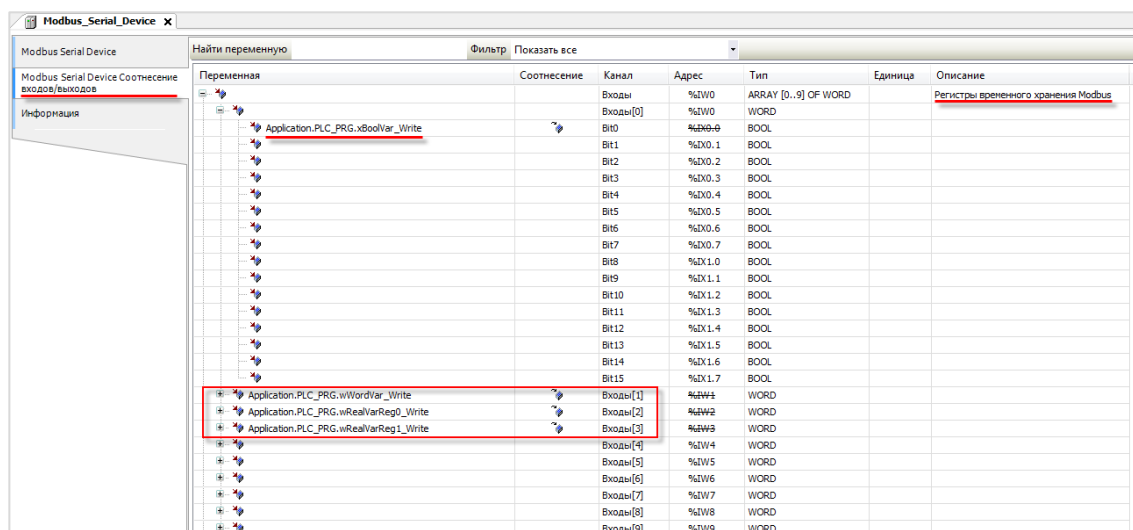 Modbus_Serial_Device X
Modbus Serial Device
Modbus Serial Device Соотнесение
входов/выходов
Информация
Найти переменную Фильтр Показать все
Переменная Соотнесение Канал Адрес Тип Единица Описание
Входы %IW0 ARRAY [0..9] OF WORD Регистры временного хранения Modbus
Входы[0] %IW0 WORD
Application.PLC_PRG.xBoolVar_Write Bit0 %IX0.0 BOOL
Bit1 %IX0.1 BOOL
Bit2 %IX0.2 BOOL
Bit3 %IX0.3 BOOL
Bit4 %IX0.4 BOOL
Bit5 %IX0.5 BOOL
Bit6 %IX0.6 BOOL
Bit7 %IX0.7 BOOL
Bit8 %IX1.0 BOOL
Bit9 %IX1.1 BOOL
Bit10 %IX1.2 BOOL
Bit11 %IX1.3 BOOL
Bit12 %IX1.4 BOOL
Bit13 %IX1.5 BOOL
Bit14 %IX1.6 BOOL
Bit15 %IX1.7 BOOL
Application.PLC_PRG.wWordVar_Write Входы[1] %IW1 WORD
Application.PLC_PRG.wRealVarReg0_Write Входы[2] %IW2 WORD
Application.PLC_PRG.wRealVarReg1_Write Входы[3] %IW3 WORD
Входы[4] %IW4 WORD
Входы[5] %IW5 WORD
Входы[6] %IW6 WORD
Входы[7] %IW7 WORD
Входы[8] %IW8 WORD
Входы[9] %IW9 WORD